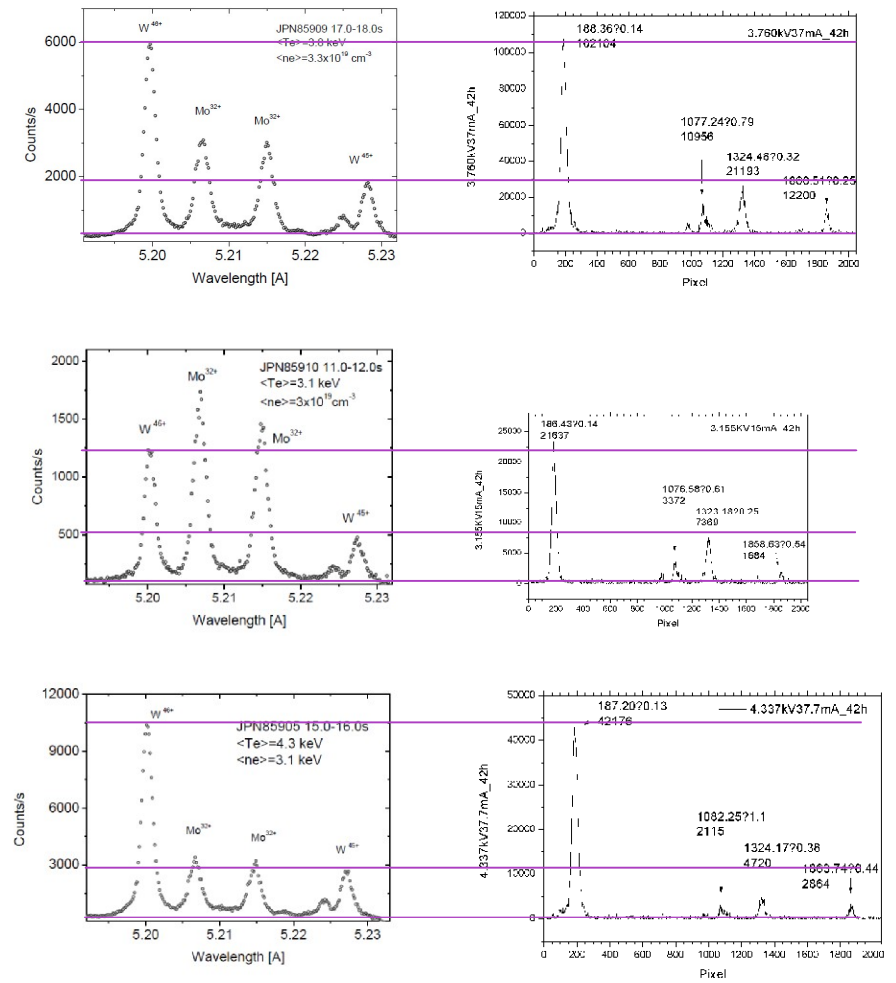 W46+
JPN85909 17.0-18.0s
<Te>=3.8 keV
<ne>=3.3x10^19 cm-3
Mo32+
Mo32+
W45+
6000
4000
2000
Counts/s
5.20
5.21
5.22
5.23
Wavelength [A]
188.36?0.14
102104
3.760kV37mA_42h
1077.24?0.79
10956
1324.46?0.32
21193
12200
120000
100000
80000
60000
40000
20000
0
3.760kV37mA_42h
0
200
400
600
800
1000
1200
1400
1600
1800
2000
Pixel
JPN85910 11.0-12.0s
<Te>=3.1 keV
<ne>=3x10^19 cm-3
Mo32+
W46+
Mo32+
W45+
2000
1500
1000
500
Counts/s
5.20
5.21
5.22
5.23
Wavelength [A]
186.43?0.14
21637
3.155KV15mA_42h
1076.58?0.61
3372
1323.18?0.25
7360
1858.63?0.54
1684
25000
20000
15000
10000
5000
0
3.155KV15mA_42h
0
200
400
600
800
1000
1200
1400
1600
1800
2000
Pixel
W46+
JPN85905 15.0-16.0s
<Te>=4.3 keV
<ne>=3.1 keV
Mo32+
Mo32+
W45+
12000
9000
6000
3000
0
Counts/s
5.20
5.21
5.22
5.23
Wavelength [A]
187.20?0.13
42176
4.337kV37.7mA_42h
1082.25?1.1
2115
1324.17?0.38
4720
1863.74?0.44
2864
50000
40000
30000
20000
10000
0
4.337kV37.7mA_42h
0
200
400
600
800
1000
1200
1400
1600
1800
2000
Pixel